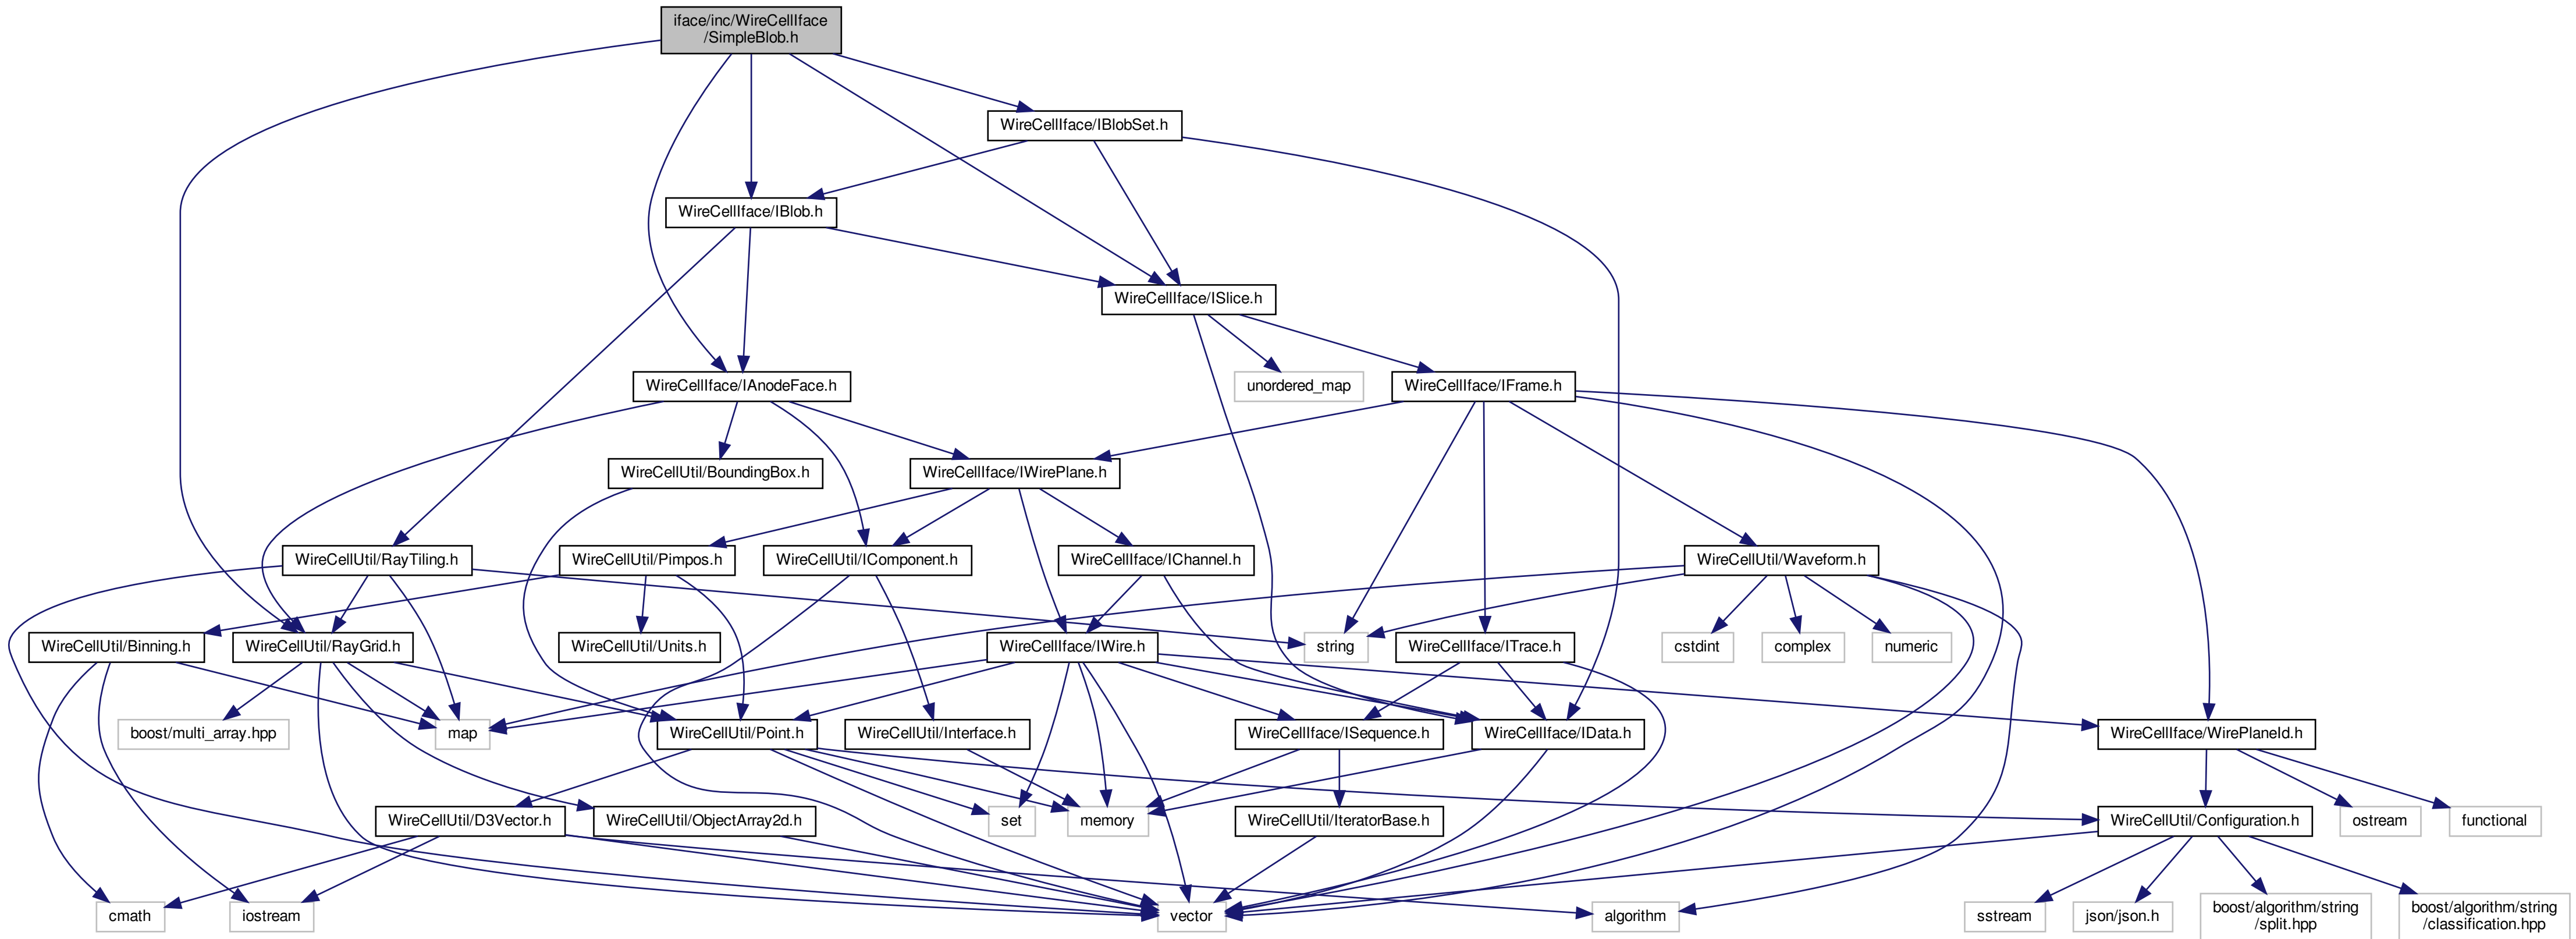 iface/inc/WireCellIface
/SimpleBlob.h
WireCellIface/IBlobSet.h
WireCellIface/IBlob.h
WireCellIface/ISlice.h
WireCellIface/IAnodeFace.h
unordered_map
WireCellIface/IFrame.h
WireCellUtil/BoundingBox.h
WireCellIface/IWirePlane.h
WireCellUtil/RayTiling.h
WireCellUtil/Pimpos.h
WireCellUtil/IComponent.h
WireCellIface/IChannel.h
WireCellUtil/Waveform.h
WireCellUtil/Binning.h
WireCellUtil/RayGrid.h
WireCellUtil/Units.h
WireCellIface/IWire.h
string
WireCellIface/ITrace.h
cstdint
complex
numeric
boost/multi_array.hpp
map
WireCellUtil/Point.h
WireCellUtil/Interface.h
WireCellIface/ISequence.h
WireCellIface/IData.h
WireCellIface/WirePlaneId.h
WireCellUtil/D3Vector.h
WireCellUtil/ObjectArray2d.h
set
memory
WireCellUtil/IteratorBase.h
WireCellUtil/Configuration.h
ostream
functional
cmath
iostream
vector
algorithm
sstream
json/json.h
boost/algorithm/string
/split.hpp
boost/algorithm/string
/classification.hpp